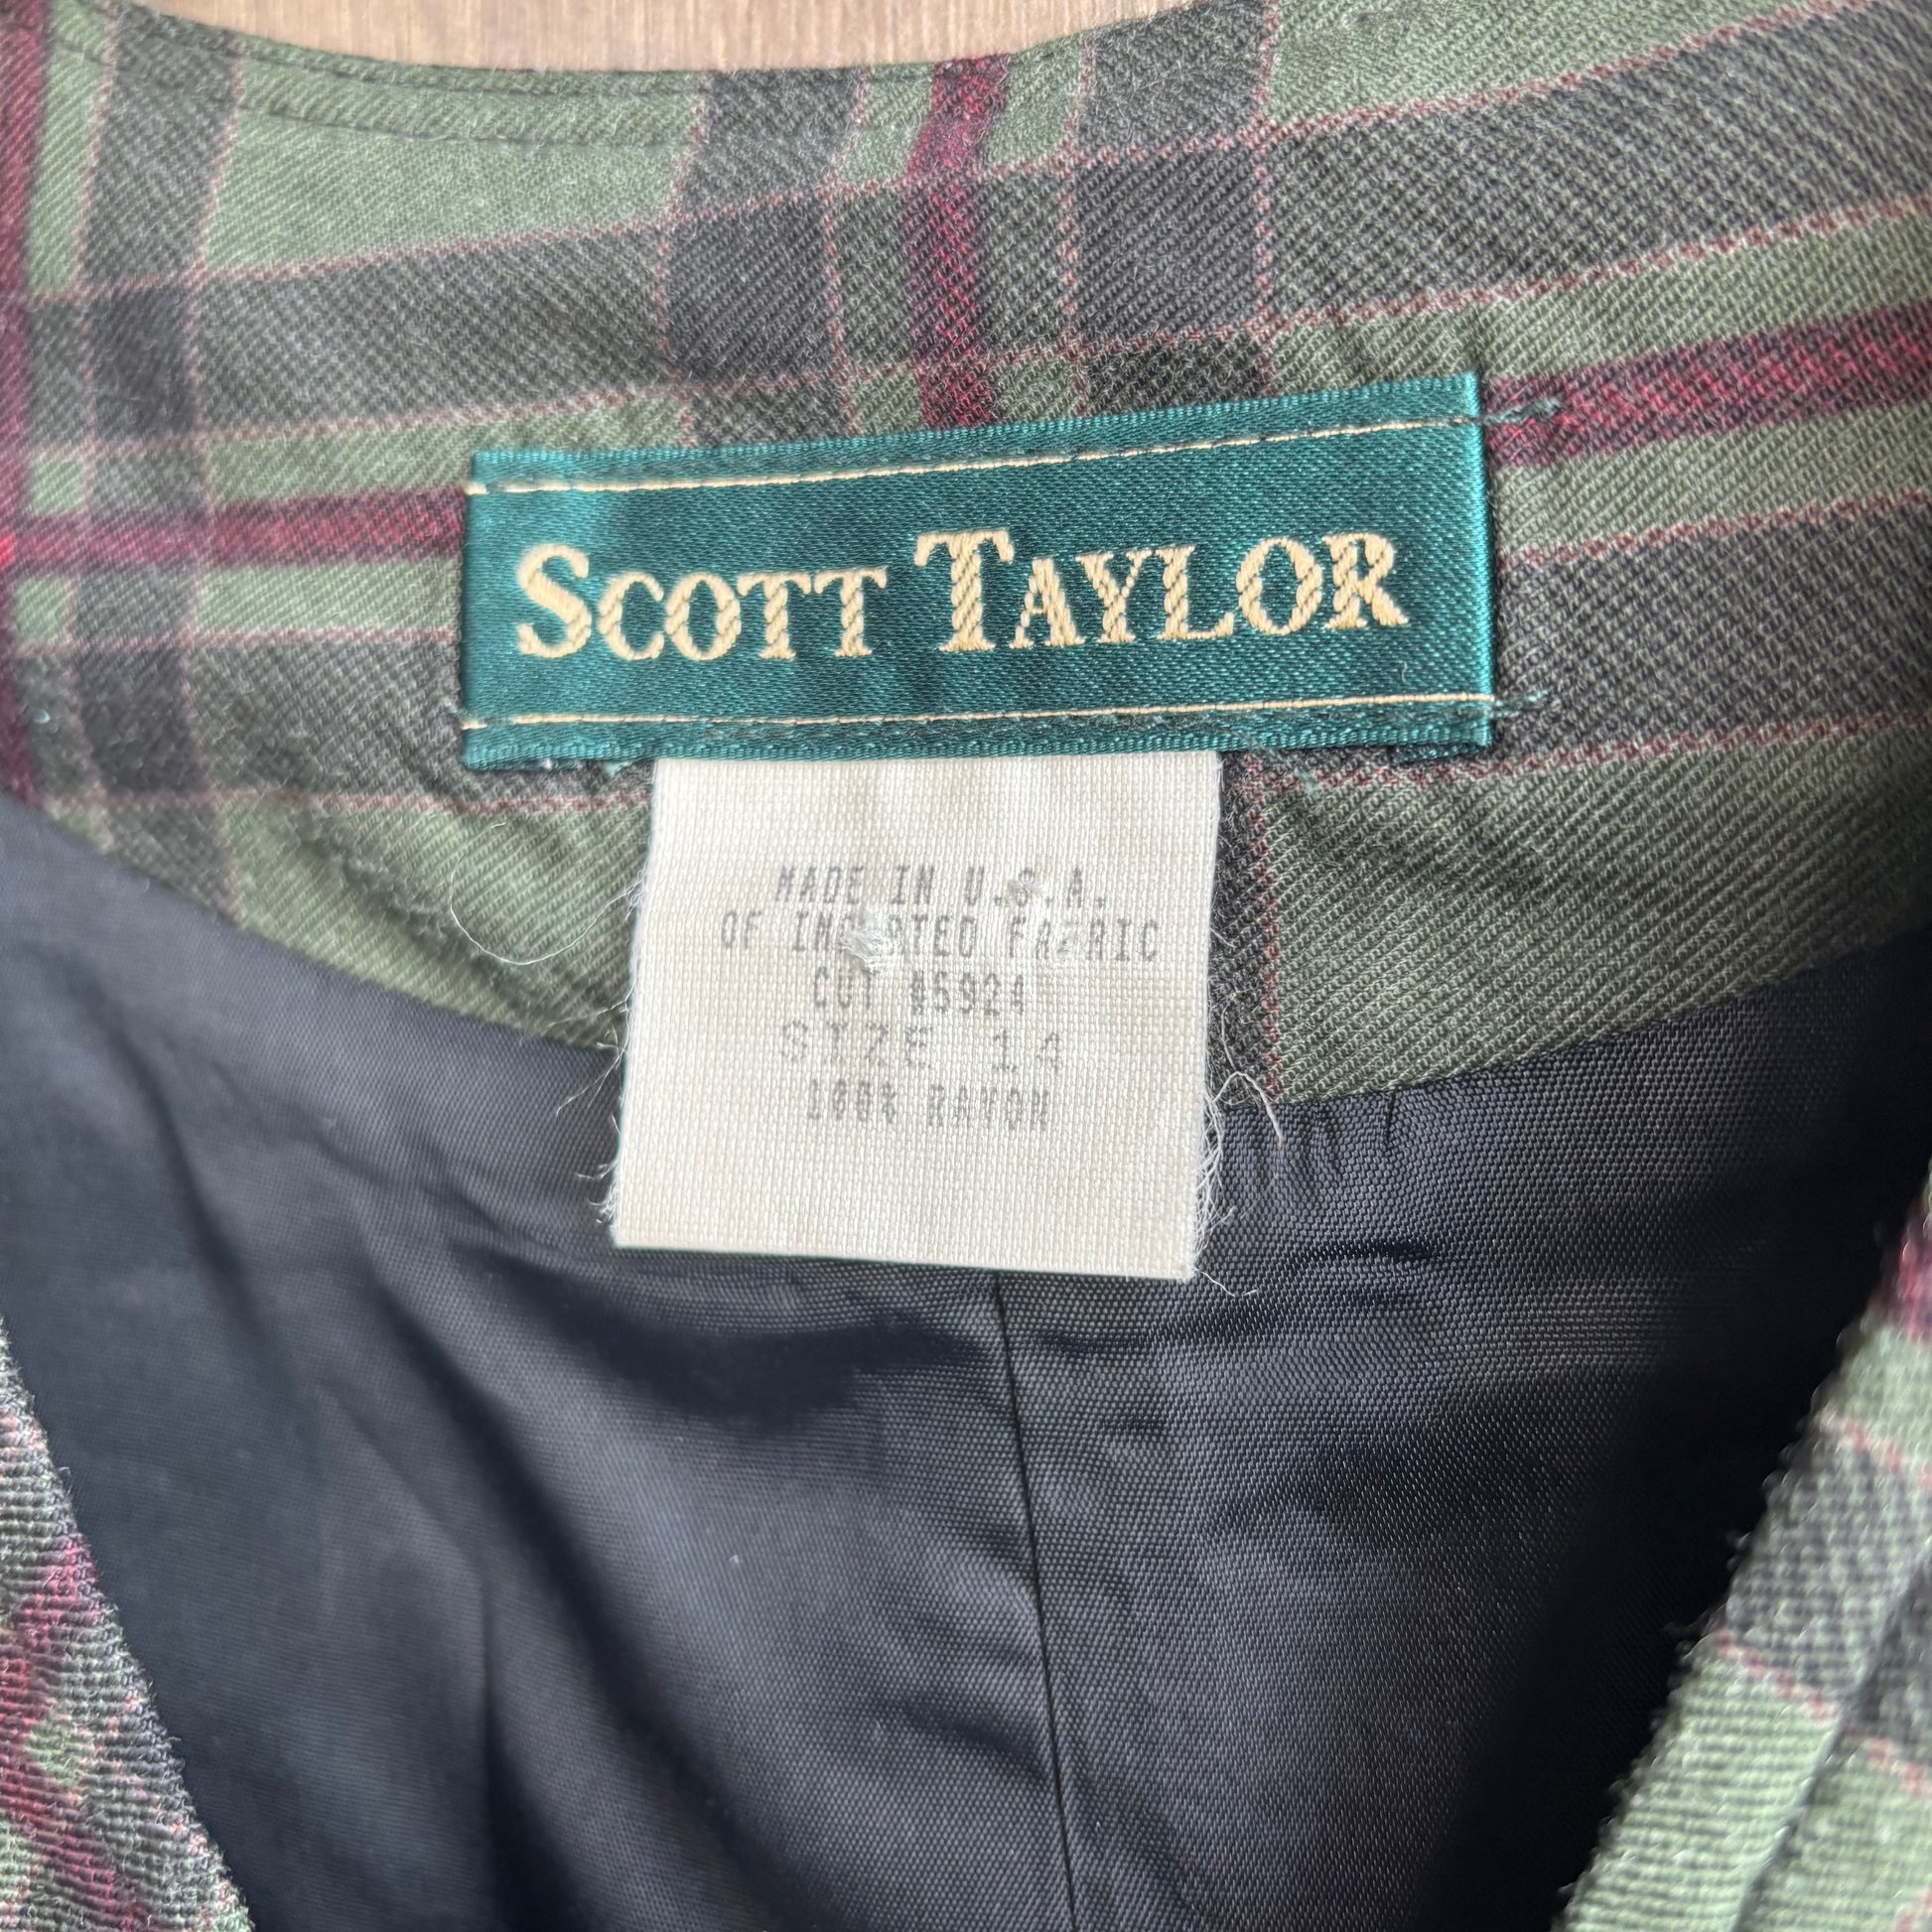 SCOTT TAYLOR
MADE IN U.S.A.
OF IMPORTED FABRIC
CUT #5924
SIZE 14
100% RAYON